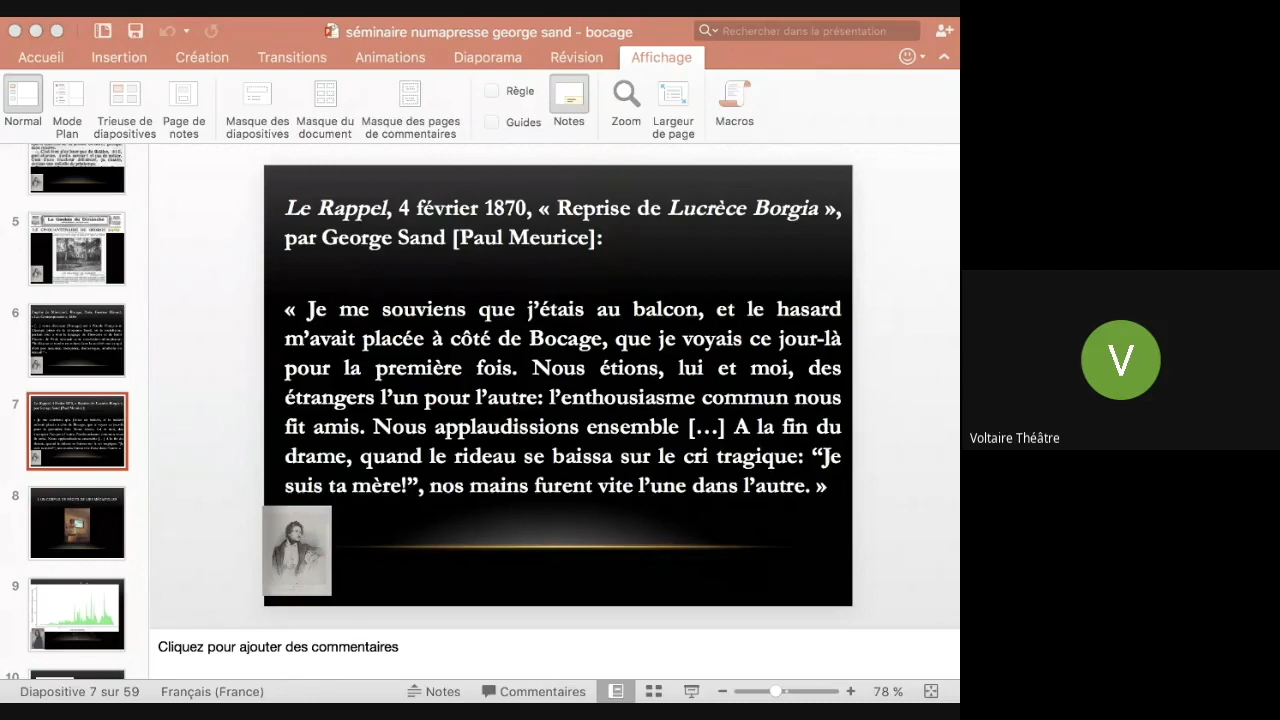 séminaire numapresse george sand - bocage
Rechercher dans la présentation
Accueil Insertion Création Transitions Animations Diaporama Révision Affichage
Normal
Mode Plan
Trieuse de diapositives
Page de notes
Masque des diapositives
Masque du document
Masque des pages de commentaires
Règle
Guides
Notes
Zoom
Largeur de page
Macros
5
6
7
8
9
10
Le Rappel, 4 février 1870, « Reprise de Lucrèce Borgia »,
par George Sand [Paul Meurice]:
« Je me souviens que j’étais au balcon, et le hasard
m’avait placée à côté de Bocage, que je voyais ce jour-là
pour la première fois. Nous étions, lui et moi, des
étrangers l’un pour l’autre: l’enthousiasme commun nous
fit amis. Nous applaudissions ensemble […] A la fin du
drame, quand le rideau se baissa sur le cri tragique: “Je
suis ta mère!”, nos mains furent vite l’une dans l’autre. »
Cliquez pour ajouter des commentaires
Diapositive 7 sur 59 Français (France) Notes Commentaires 78 %
V
Voltaire Théâtre